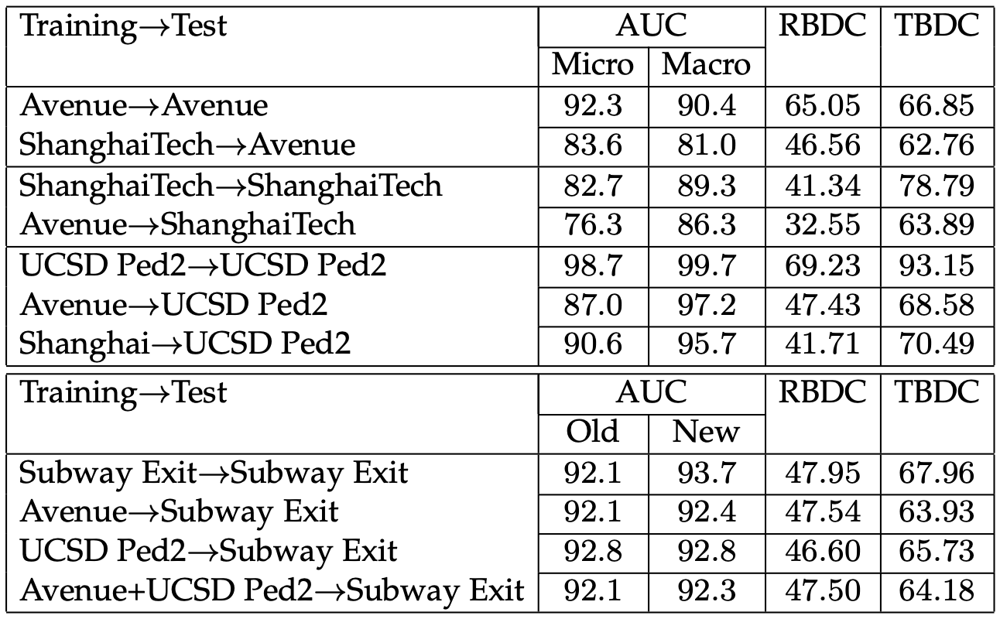 Training→Test AUC RBDC TBDC
Micro Macro
Avenue→Avenue 92.3 90.4 65.05 66.85
ShanghaiTech→Avenue 83.6 81.0 46.56 62.76
ShanghaiTech→ShanghaiTech 82.7 89.3 41.34 78.79
Avenue→ShanghaiTech 76.3 86.3 32.55 63.89
UCSD Ped2→UCSD Ped2 98.7 99.7 69.23 93.15
Avenue→UCSD Ped2 87.0 97.2 47.43 68.58
Shanghai→UCSD Ped2 90.6 95.7 41.71 70.49
Training→Test AUC RBDC TBDC
Old New
Subway Exit→Subway Exit 92.1 93.7 47.95 67.96
Avenue→Subway Exit 92.1 92.4 47.54 63.93
UCSD Ped2→Subway Exit 92.8 92.8 46.60 65.73
Avenue+UCSD Ped2→Subway Exit 92.1 92.3 47.50 64.18